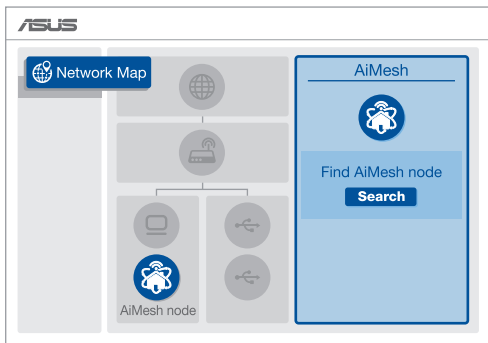 ASUS
Network Map
AiMesh
Find AiMesh node
Search
AiMesh node